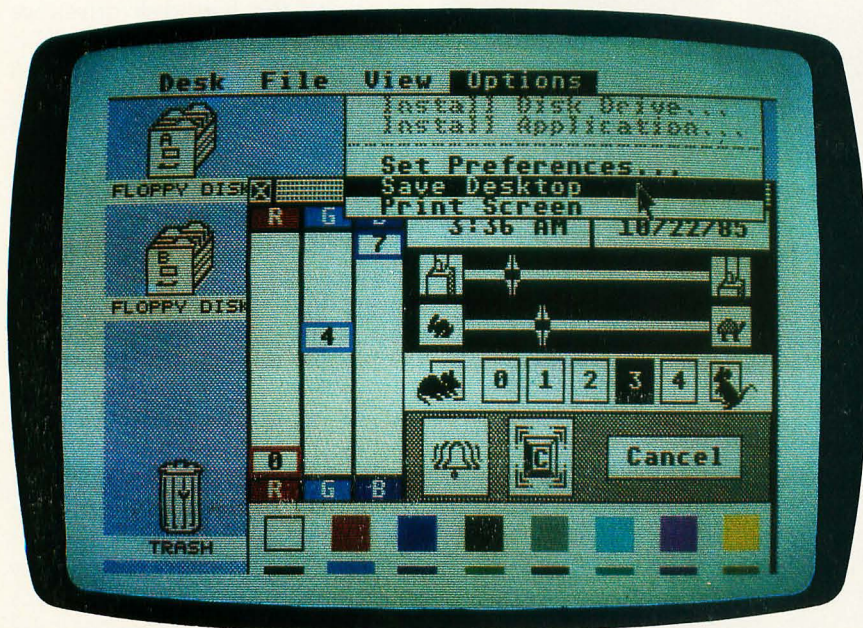 Desk File View Options
Install Disk Drive...
Install Application...
Set Preferences...
Save Desktop
Print Screen
A
FLOPPY DISK
B
FLOPPY DISK
TRASH
R G B
7
4
0
R G B
3:36 AM 10/22/85
0 1 2 3 4
C
Cancel